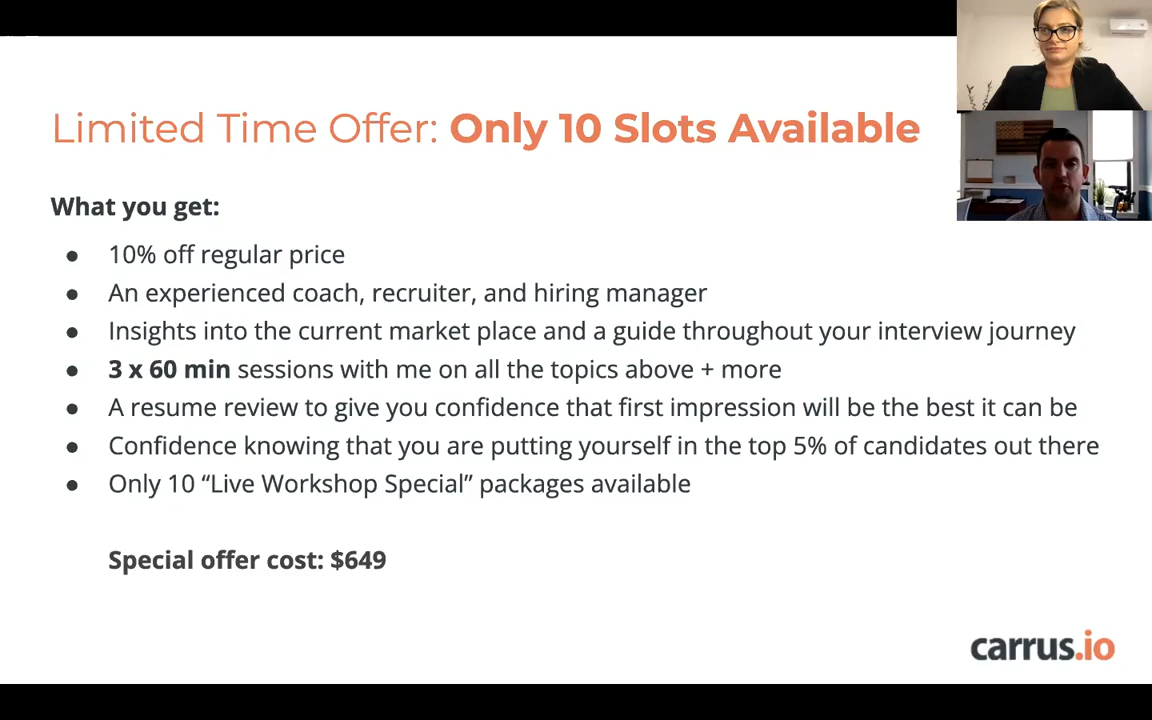 Limited Time Offer: Only 10 Slots Available
What you get:
● 10% off regular price
● An experienced coach, recruiter, and hiring manager
● Insights into the current market place and a guide throughout your interview journey
● 3 x 60 min sessions with me on all the topics above + more
● A resume review to give you confidence that first impression will be the best it can be
● Confidence knowing that you are putting yourself in the top 5% of candidates out there
● Only 10 “Live Workshop Special” packages available
Special offer cost: $649
carrus.io